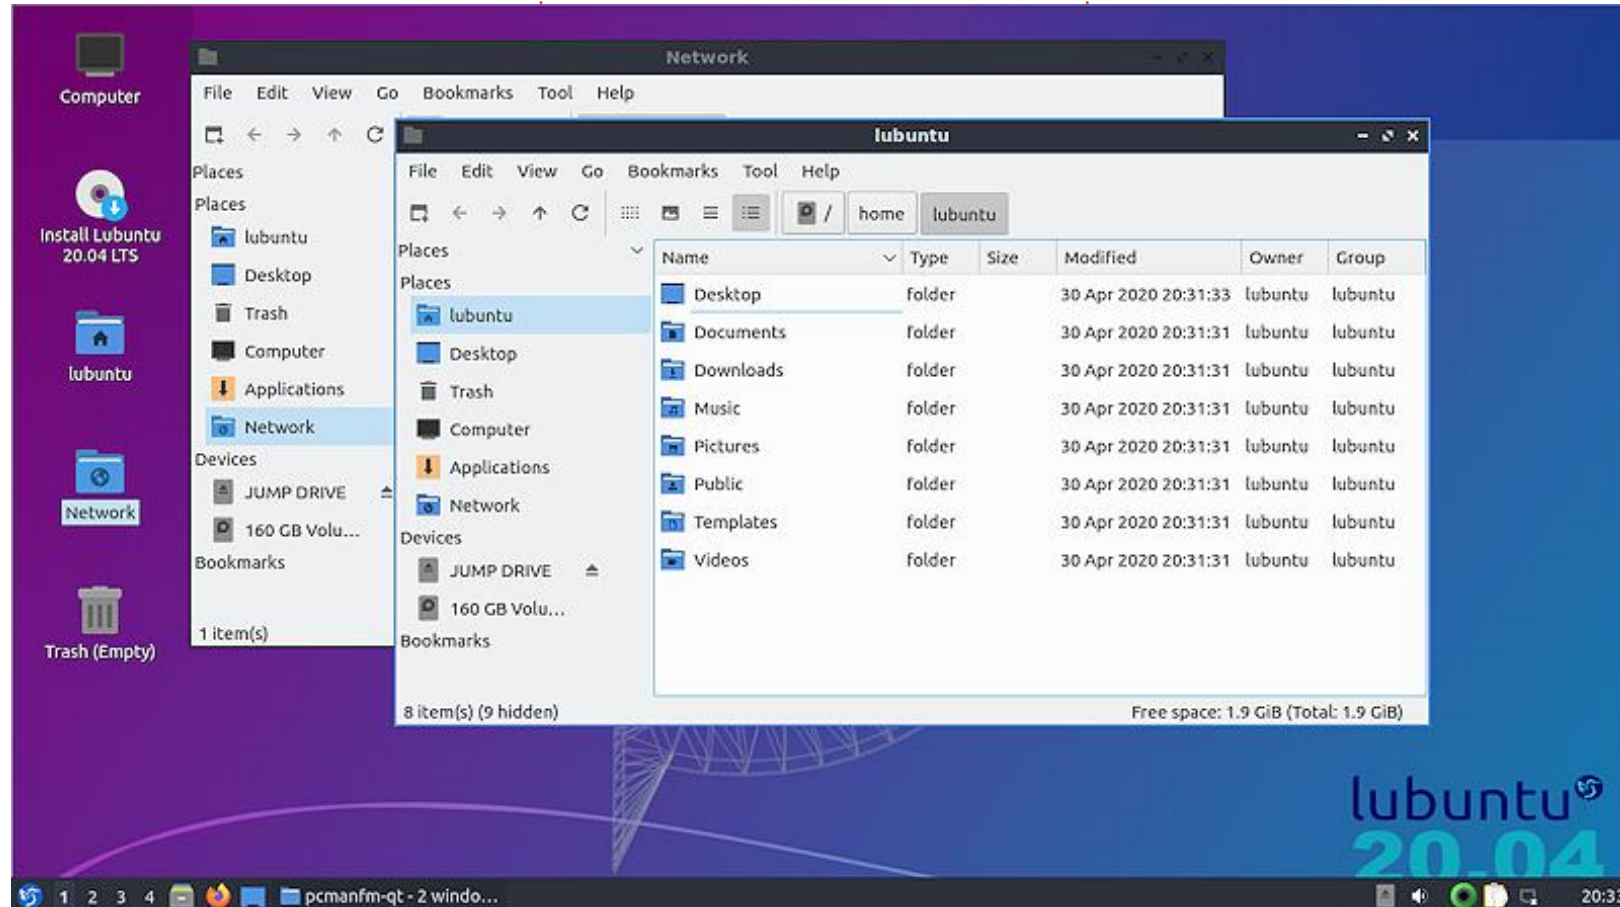 Computer
Install Lubuntu
20.04 LTS
lubuntu
Network
Trash (Empty)
Network
File Edit View Go Bookmarks Tool Help
Places
Places
lubuntu
Desktop
Trash
Computer
Applications
Network
Devices
JUMP DRIVE
160 GB Volu...
Bookmarks
1 item(s)
lubuntu
File Edit View Go Bookmarks Tool Help
/ home lubuntu
Places
Places
lubuntu
Desktop
Trash
Computer
Applications
Network
Devices
JUMP DRIVE
160 GB Volu...
Bookmarks
Name Type Size Modified Owner Group
Desktop folder 30 Apr 2020 20:31:33 lubuntu lubuntu
Documents folder 30 Apr 2020 20:31:31 lubuntu lubuntu
Downloads folder 30 Apr 2020 20:31:31 lubuntu lubuntu
Music folder 30 Apr 2020 20:31:31 lubuntu lubuntu
Pictures folder 30 Apr 2020 20:31:31 lubuntu lubuntu
Public folder 30 Apr 2020 20:31:31 lubuntu lubuntu
Templates folder 30 Apr 2020 20:31:31 lubuntu lubuntu
Videos folder 30 Apr 2020 20:31:31 lubuntu lubuntu
8 item(s) (9 hidden) Free space: 1.9 GiB (Total: 1.9 GiB)
lubuntu
20.04
1 2 3 4 pcmanfm-qt - 2 windo...